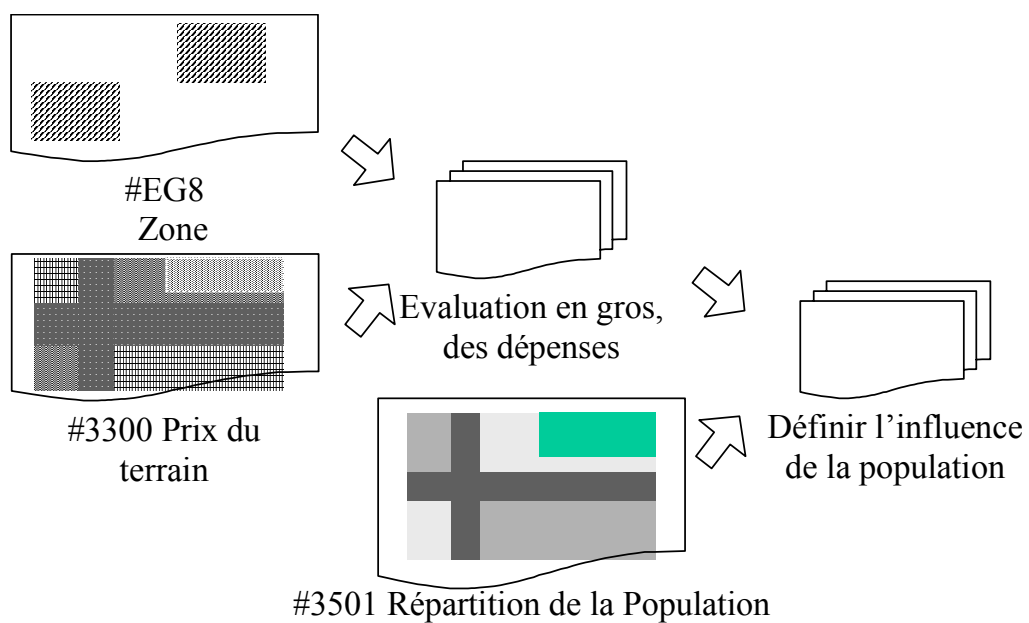 #EG8
Zone
Evaluation en gros,
des dépenses
#3300 Prix du
terrain
Définir l’influence
de la population
#3501 Répartition de la Population